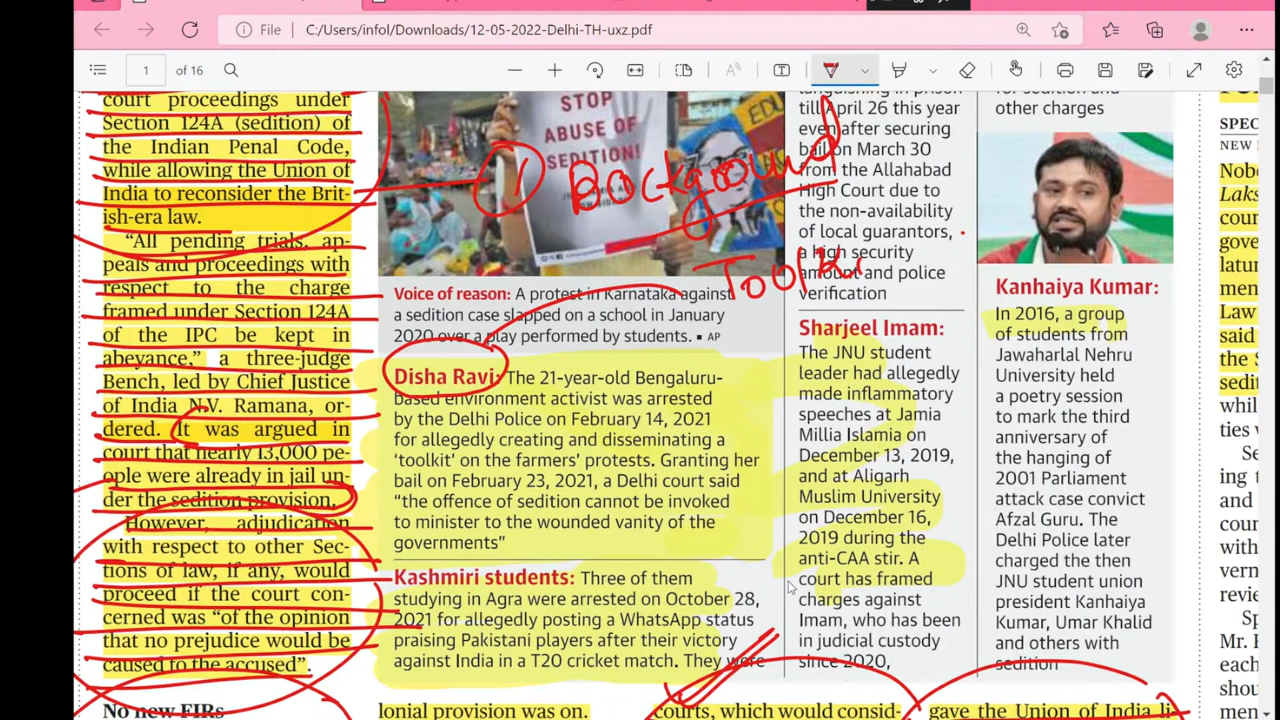 File
C:/Users/infol/Downloads/12-05-2022-Delhi-TH-uxz.pdf
1 of 16
court proceedings under
Section 124A (sedition) of
the Indian Penal Code,
while allowing the Union of
India to reconsider the Brit-
ish-era law.
“All pending trials, ap-
peals and proceedings with
respect to the charge
framed under Section 124A
of the IPC be kept in
abeyance,” a three-judge
Bench, led by Chief Justice
of India N.V. Ramana, or-
dered. It was argued in
court that nearly 13,000 pe-
ople were already in jail un-
der the sedition provision.
However, adjudication
with respect to other Sec-
tions of law, if any, would
proceed if the court con-
cerned was “of the opinion
that no prejudice would be
caused to the accused”.
No new FIRs
STOP
ABUSE OF
SEDITION!
1 Background
Voice of reason: A protest in Karnataka against
a sedition case slapped on a school in January
2020 over a play performed by students. ▪ AP
Disha Ravi: The 21-year-old Bengaluru-
based environment activist was arrested
by the Delhi Police on February 14, 2021
for allegedly creating and disseminating a
‘toolkit’ on the farmers’ protests. Granting her
bail on February 23, 2021, a Delhi court said
“the offence of sedition cannot be invoked
to minister to the wounded vanity of the
governments”
Kashmiri students: Three of them
studying in Agra were arrested on October 28,
2021 for allegedly posting a WhatsApp status
praising Pakistani players after their victory
against India in a T20 cricket match. They were
lonial provision was on.
courts, which would consid-
languishing in prison
till April 26 this year
even after securing
bail on March 30
from the Allahabad
High Court due to
the non-availability
of local guarantors,
a high security
amount and police
verification
Sharjeel Imam:
The JNU student
leader had allegedly
made inflammatory
speeches at Jamia
Millia Islamia on
December 13, 2019,
and at Aligarh
Muslim University
on December 16,
2019 during the
anti-CAA stir. A
court has framed
charges against
Imam, who has been
in judicial custody
since 2020,
for sedition and
other charges
Kanhaiya Kumar:
In 2016, a group
of students from
Jawaharlal Nehru
University held
a poetry session
to mark the third
anniversary of
the hanging of
2001 Parliament
attack case convict
Afzal Guru. The
Delhi Police later
charged the then
JNU student union
president Kanhaiya
Kumar, Umar Khalid
and others with
sedition
gave the Union of India li-